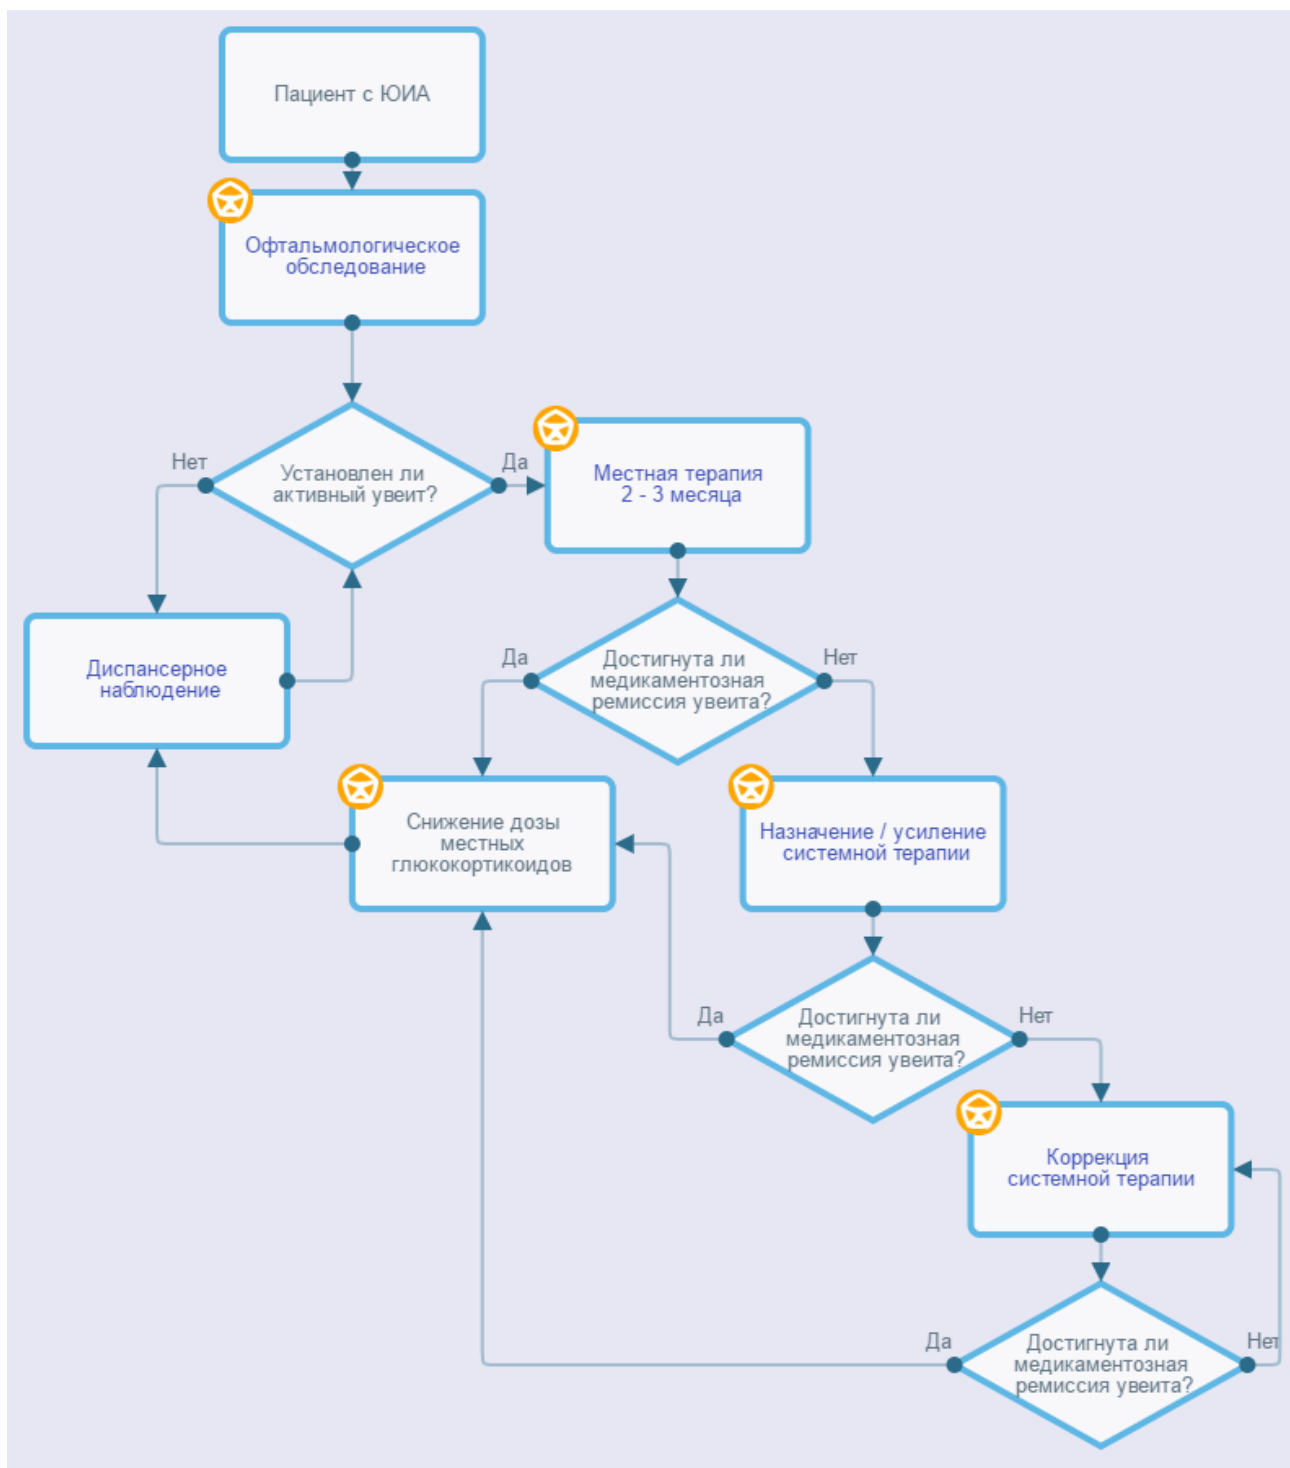 Пациент с ЮИА
Офтальмологическое
обследование
Нет
Установлен ли
активный увеит?
Да
Местная терапия
2 - 3 месяца
Диспансерное
наблюдение
Да
Достигнута ли
медикаментозная
ремиссия увеита?
Нет
Снижение дозы
местных
глюкокортикоидов
Назначение / усиление
системной терапии
Да
Достигнута ли
медикаментозная
ремиссия увеита?
Нет
Коррекция
системной терапии
Да
Достигнута ли
медикаментозная
ремиссия увеита?
Нет